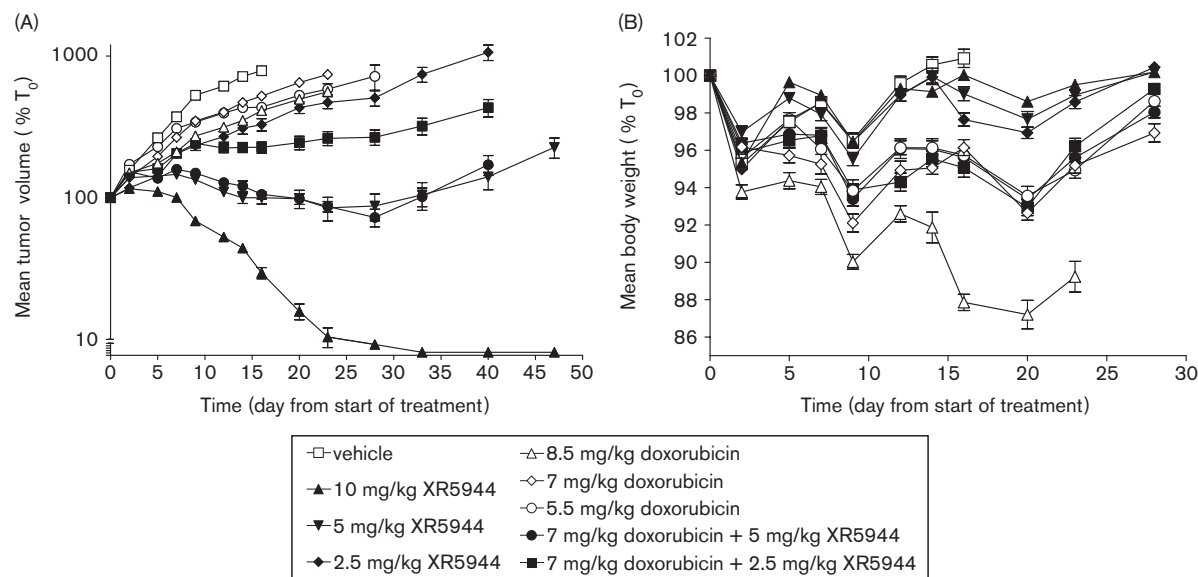 (A)
1000
100
10
Mean tumor volume ( % T₀)
0 5 10 15 20 25 30 35 40 45 50
Time (day from start of treatment)
(B)
102
100
98
96
94
92
90
88
86
Mean body weight ( % T₀)
0 5 10 15 20 25 30
Time (day from start of treatment)
vehicle
10 mg/kg XR5944
5 mg/kg XR5944
2.5 mg/kg XR5944
8.5 mg/kg doxorubicin
7 mg/kg doxorubicin
5.5 mg/kg doxorubicin
7 mg/kg doxorubicin + 5 mg/kg XR5944
7 mg/kg doxorubicin + 2.5 mg/kg XR5944